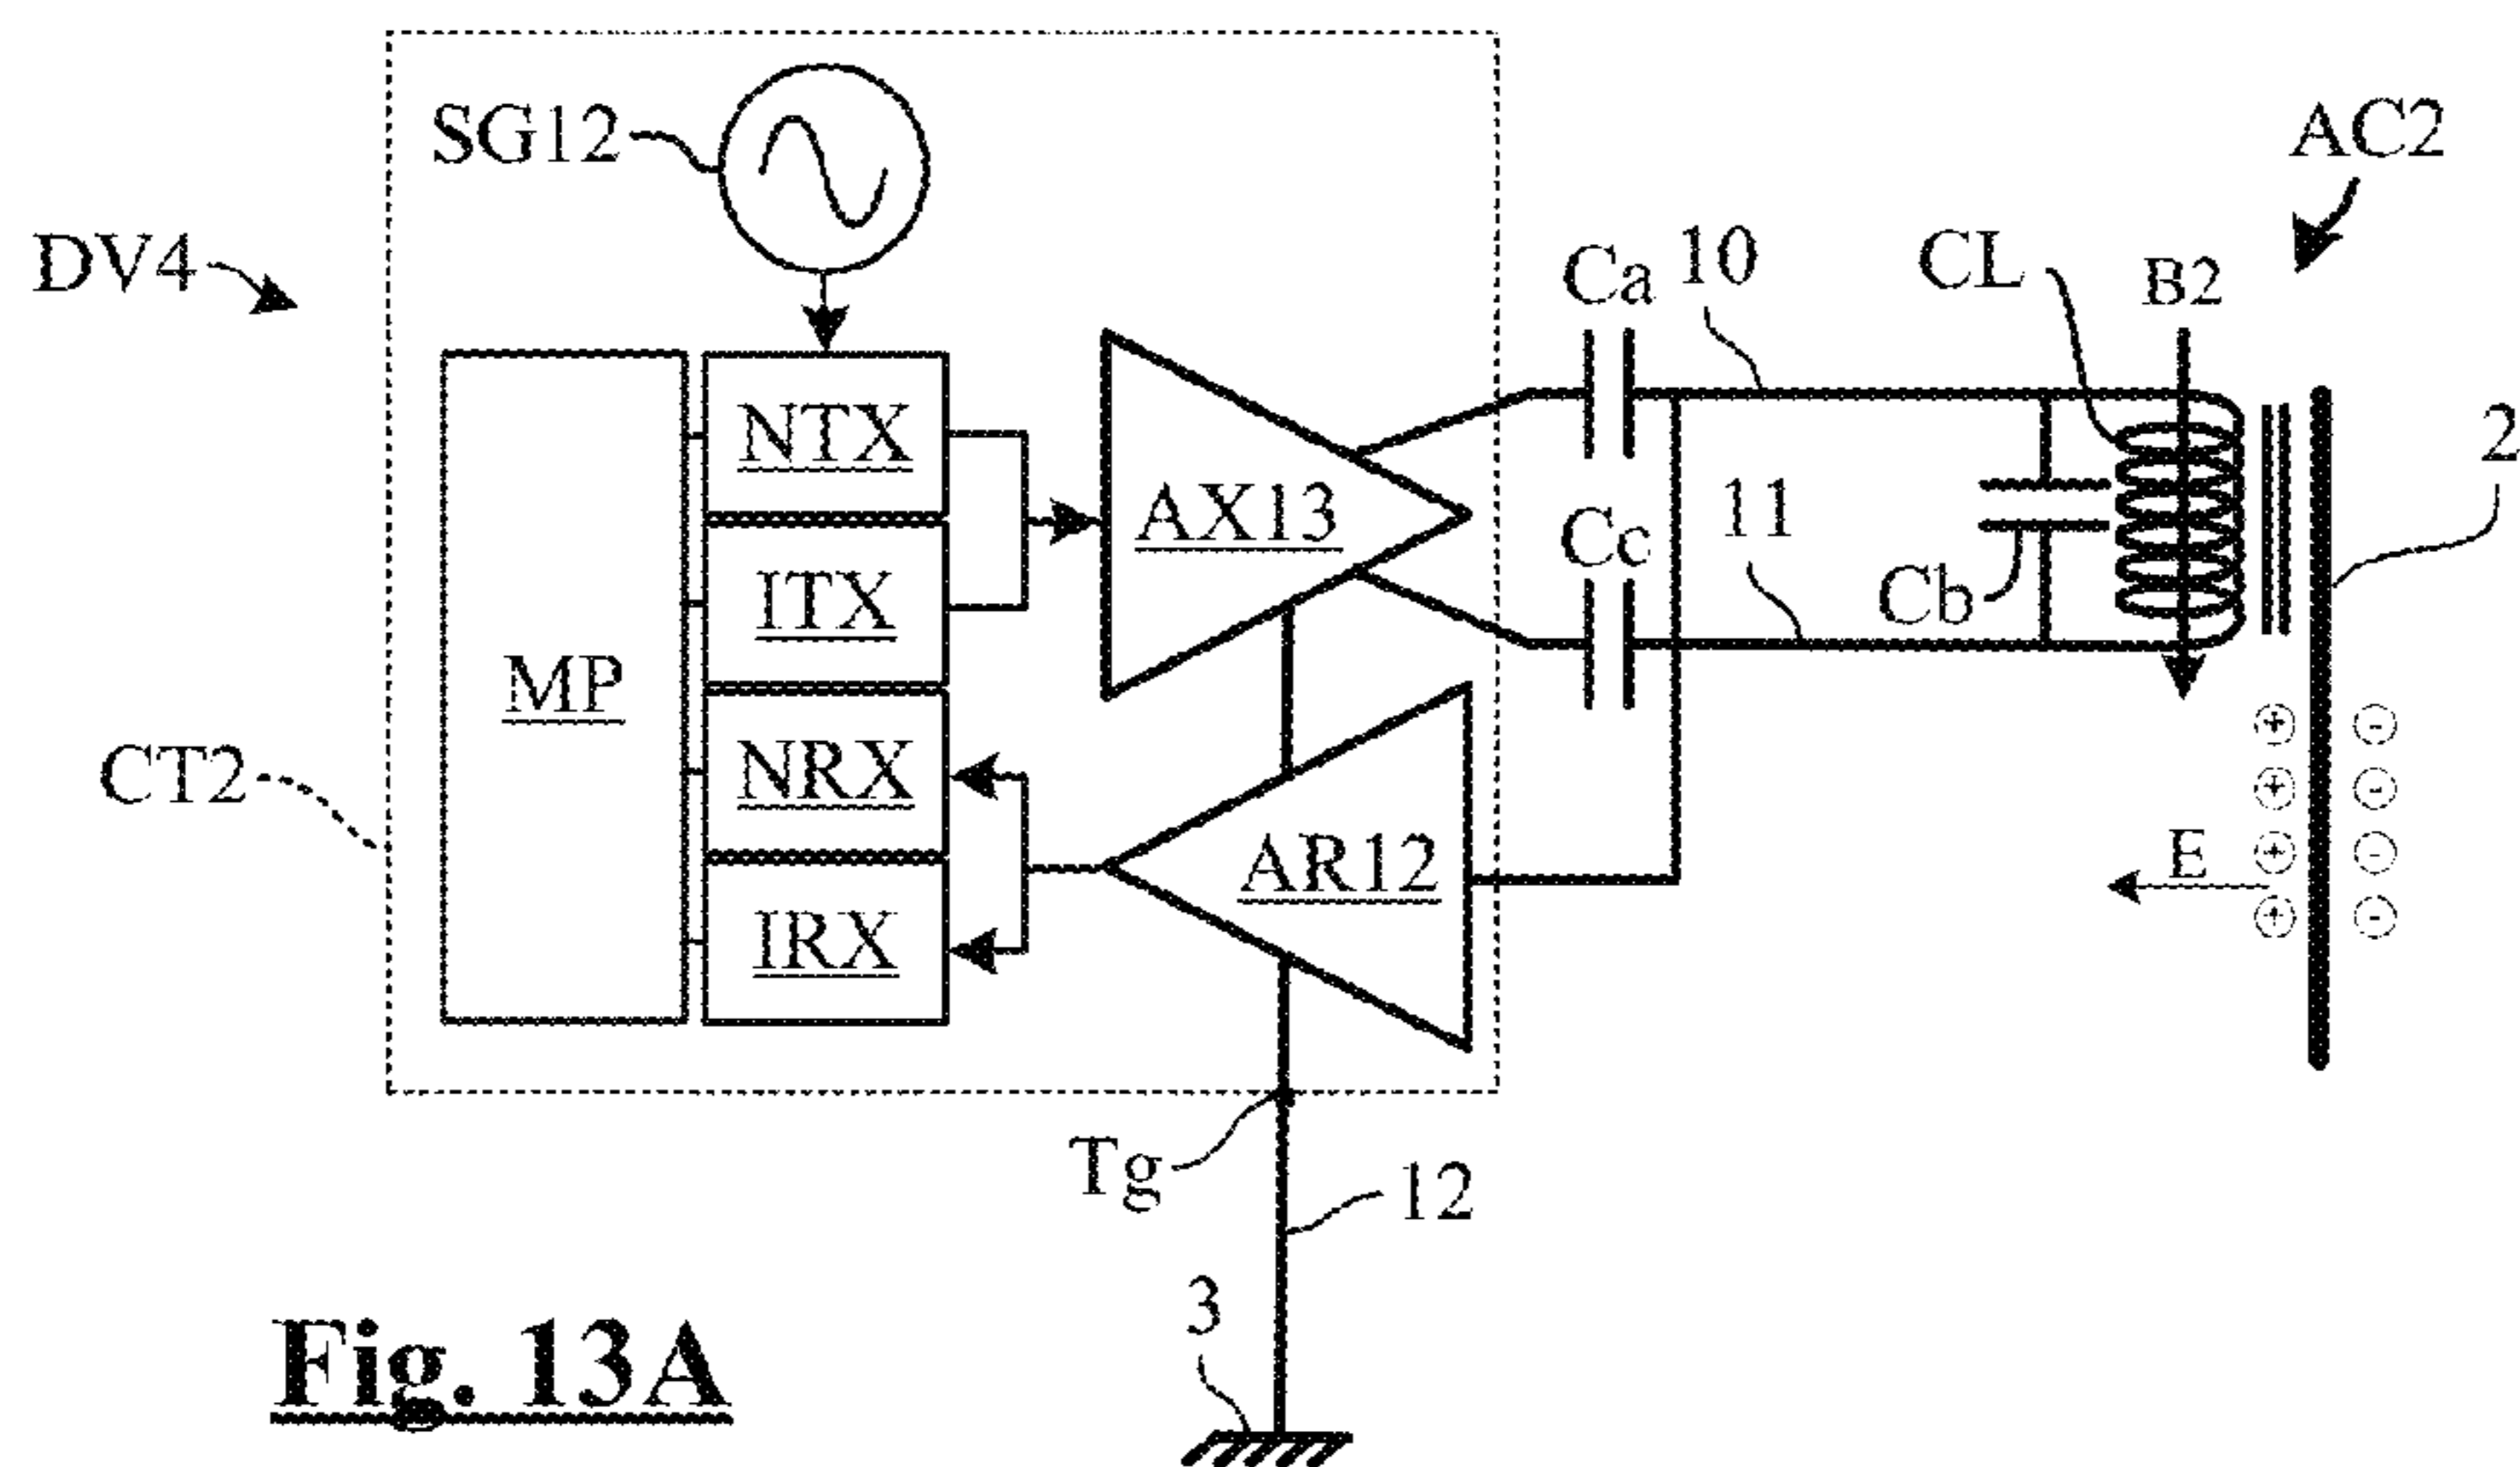 SG12
AC2
DV4
Ca
10
CL
B2
NTX
2
AX13
11
Cc
ITX
Cb
MP
CT2
NRX
+ -
+ -
AR12
E
+ -
+ -
IRX
Tg
12
3
Fig. 13A